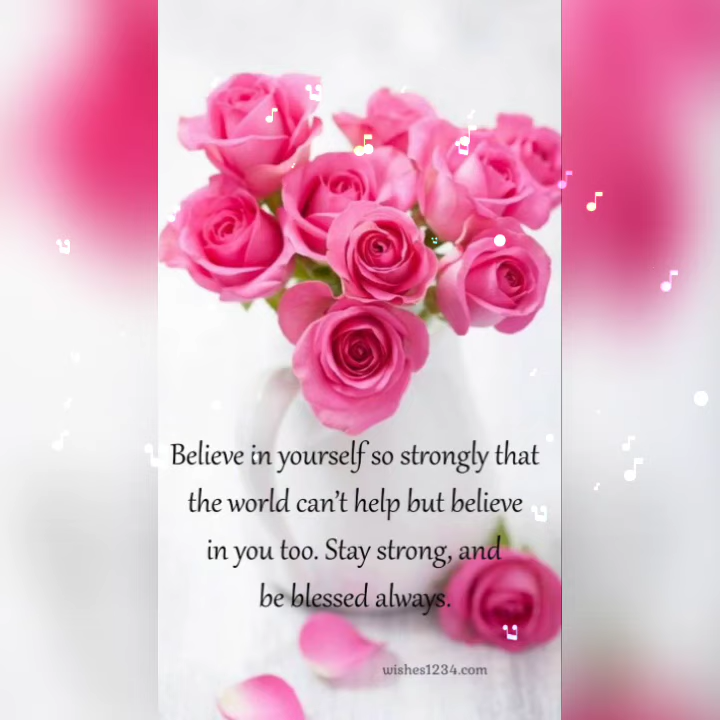 Believe in yourself so strongly that
the world can't help but believe
in you too. Stay strong, and
be blessed always.
wishes1234.com